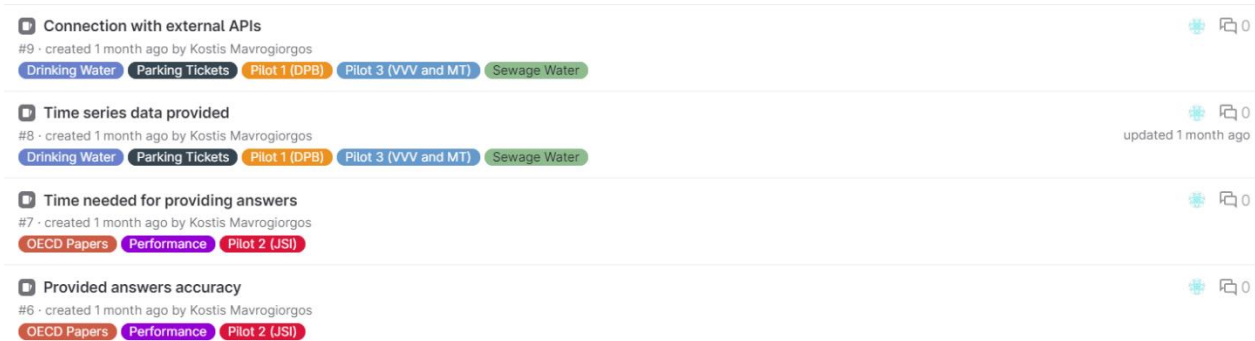 Connection with external APIs 0
#9 · created 1 month ago by Kostis Mavrogiorgos
Drinking Water Parking Tickets Pilot 1 (DPB) Pilot 3 (VVV and MT) Sewage Water
Time series data provided 0
#8 · created 1 month ago by Kostis Mavrogiorgos updated 1 month ago
Drinking Water Parking Tickets Pilot 1 (DPB) Pilot 3 (VVV and MT) Sewage Water
Time needed for providing answers 0
#7 · created 1 month ago by Kostis Mavrogiorgos
OECD Papers Performance Pilot 2 (JSI)
Provided answers accuracy 0
#6 · created 1 month ago by Kostis Mavrogiorgos
OECD Papers Performance Pilot 2 (JSI)